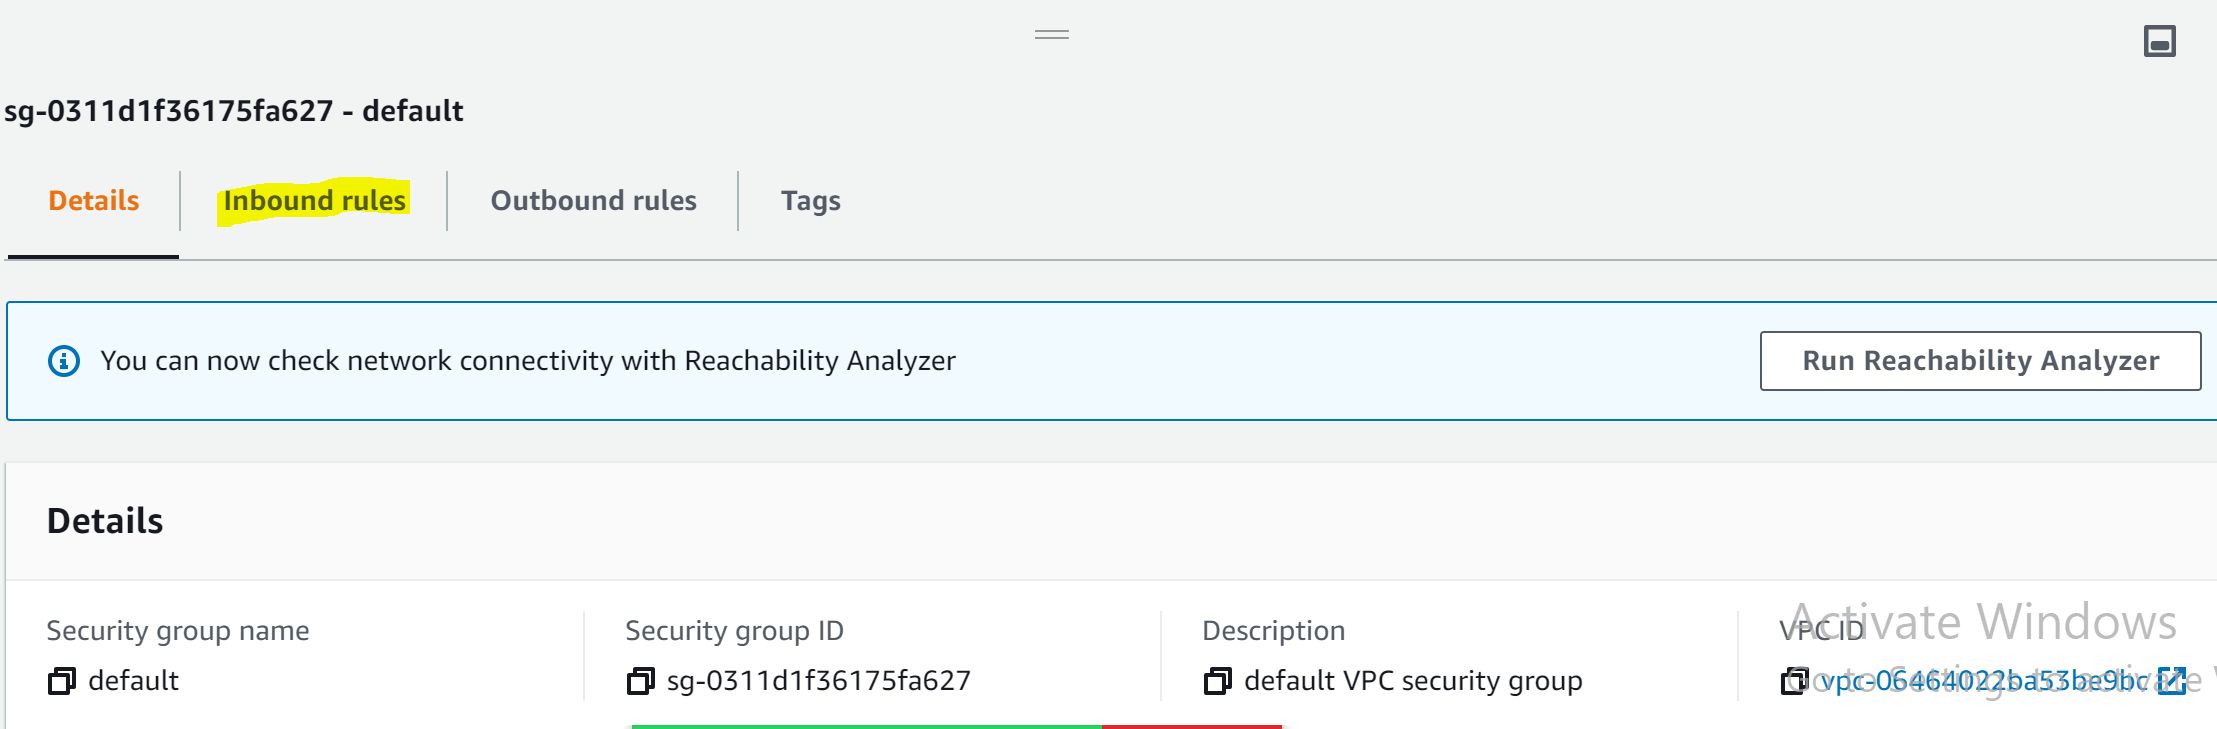 sg-0311d1f36175fa627 - default
Details
Inbound rules
Outbound rules
Tags
You can now check network connectivity with Reachability Analyzer
Run Reachability Analyzer
Details
Security group name
Security group ID
Description
VPC ID
default
sg-0311d1f36175fa627
default VPC security group
vpc-06464022ba53be9bc
Activate Windows
Go to Settings to activate